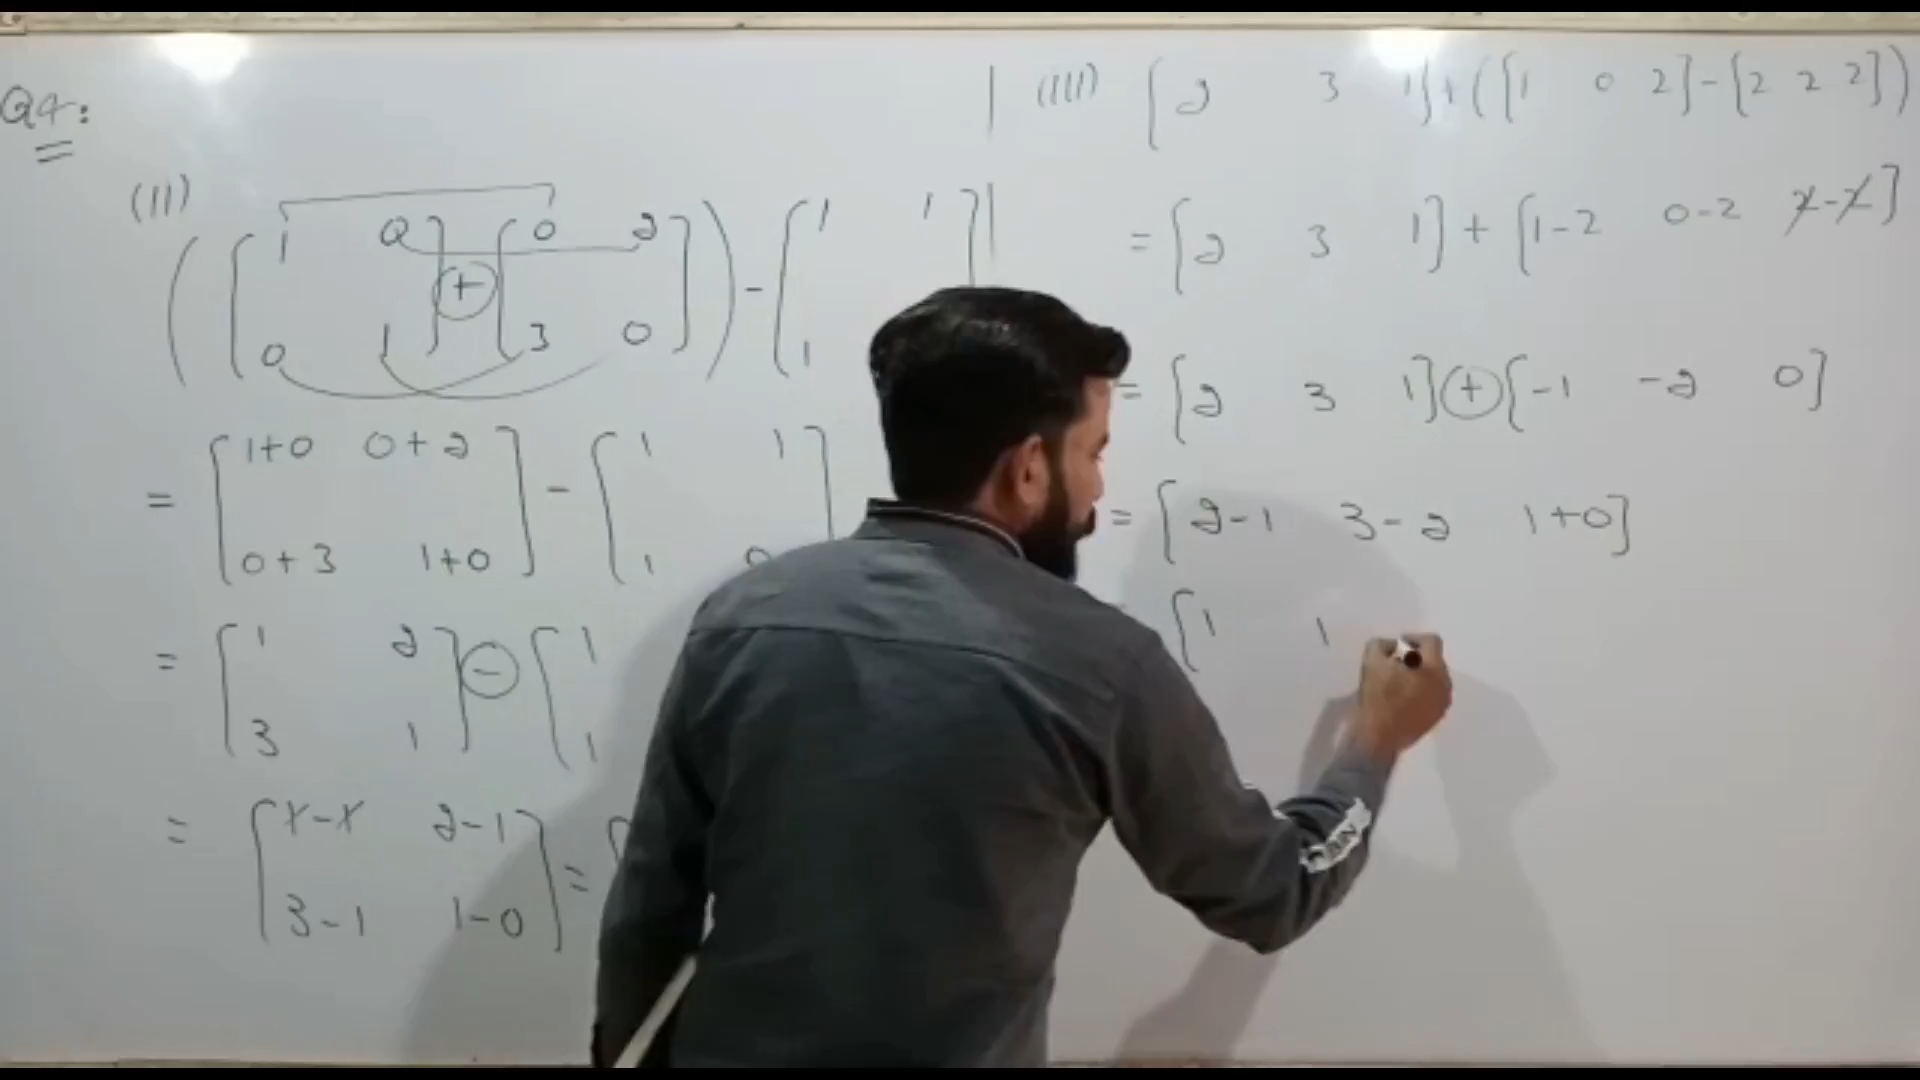 Q4:
(II)
( [ 1 0 ] + [ 0 2 ] ) - [ 1 1 ]
0 1 3 0 1
= [ 1+0 0+2 ] - [ 1 1 ]
0+3 1+0 1 0
= [ 1 2 ] - [ 1
3 1 1
= [ 1-1 2-1 ] =
3-1 1-0
(III) [2 3 1]+([1 0 2]-[2 2 2])
= [2 3 1] + [1-2 0-2 2-2]
= [2 3 1] + [-1 -2 0]
= [2-1 3-2 1+0]
[1 1